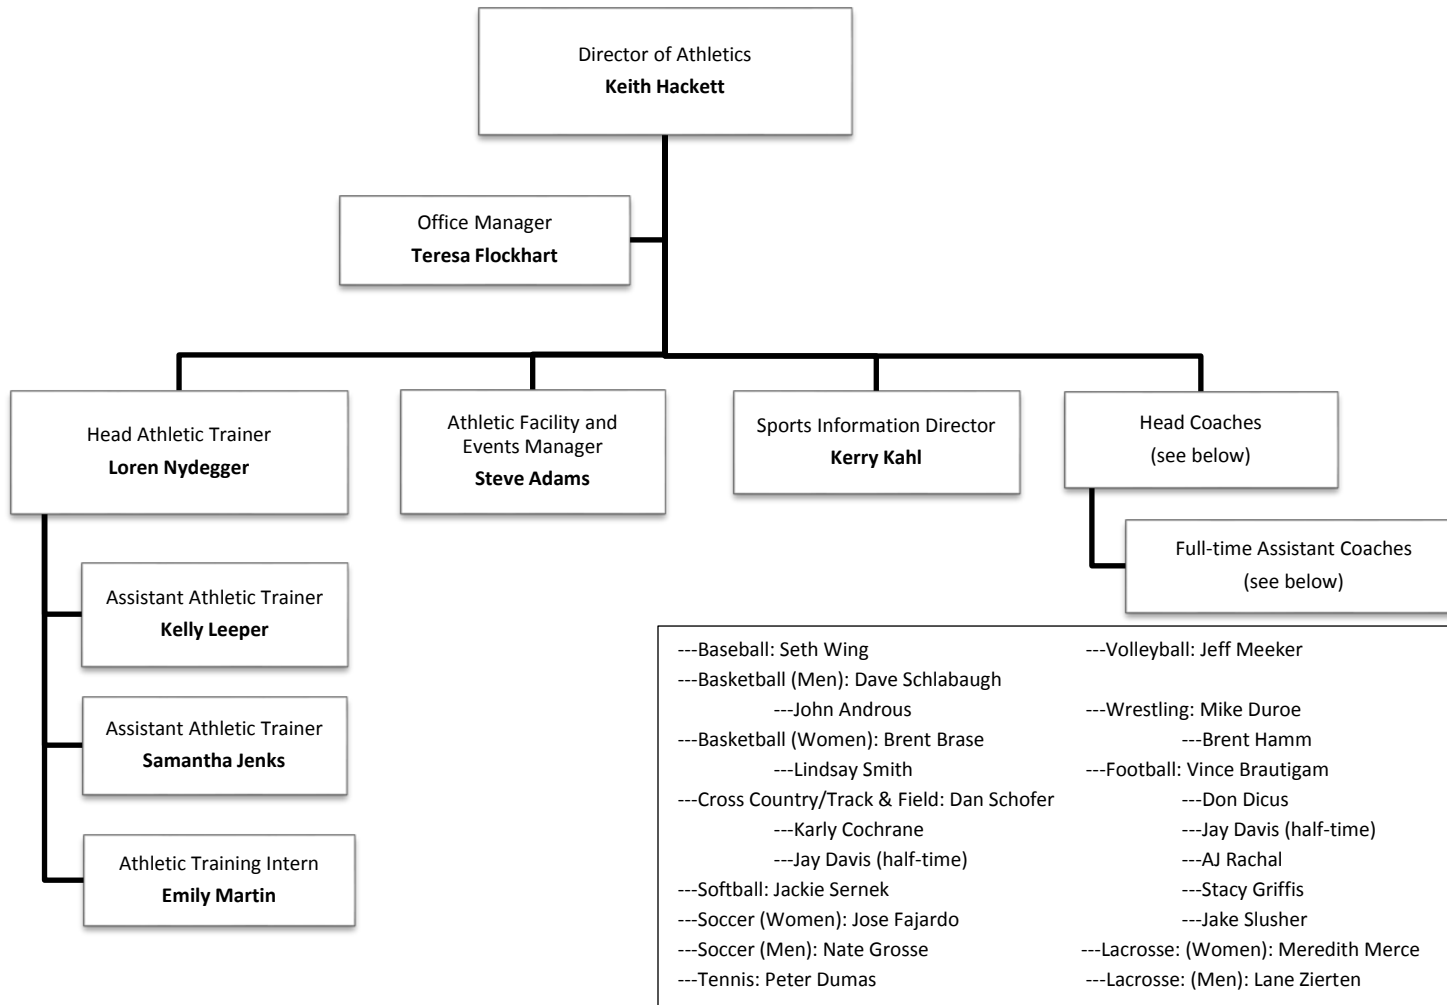 Director of Athletics
Keith Hackett
Office Manager
Teresa Flockhart
Head Athletic Trainer
Loren Nydegger
Athletic Facility and
Events Manager
Steve Adams
Sports Information Director
Kerry Kahl
Head Coaches
(see below)
Full-time Assistant Coaches
(see below)
Assistant Athletic Trainer
Kelly Leeper
Assistant Athletic Trainer
Samantha Jenks
Athletic Training Intern
Emily Martin
---Baseball: Seth Wing
---Basketball (Men): Dave Schlabaugh
---John Androus
---Basketball (Women): Brent Brase
---Lindsay Smith
---Cross Country/Track & Field: Dan Schofer
---Karly Cochrane
---Jay Davis (half-time)
---Softball: Jackie Sernek
---Soccer (Women): Jose Fajardo
---Soccer (Men): Nate Grosse
---Tennis: Peter Dumas
---Volleyball: Jeff Meeker
---Wrestling: Mike Duroe
---Brent Hamm
---Football: Vince Brautigam
---Don Dicus
---Jay Davis (half-time)
---AJ Rachal
---Stacy Griffis
---Jake Slusher
---Lacrosse: (Women): Meredith Merce
---Lacrosse: (Men): Lane Zierten